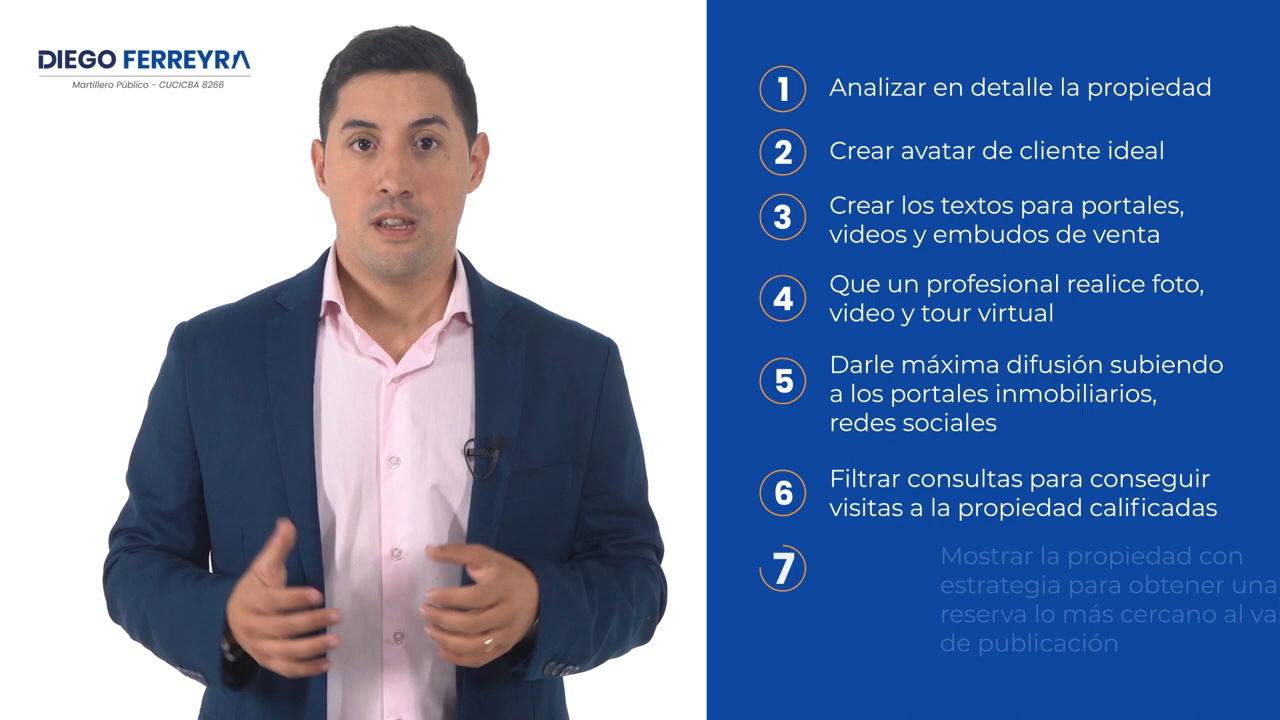 DIEGO FERREYRA
Martillero Público - CUCICBA 8266
1 Analizar en detalle la propiedad
2 Crear avatar de cliente ideal
3 Crear los textos para portales,
videos y embudos de venta
4 Que un profesional realice foto,
video y tour virtual
5 Darle máxima difusión subiendo
a los portales inmobiliarios,
redes sociales
6 Filtrar consultas para conseguir
visitas a la propiedad calificadas
7 Mostrar la propiedad con
estrategia para obtener una
reserva lo más cercano al va
de publicación